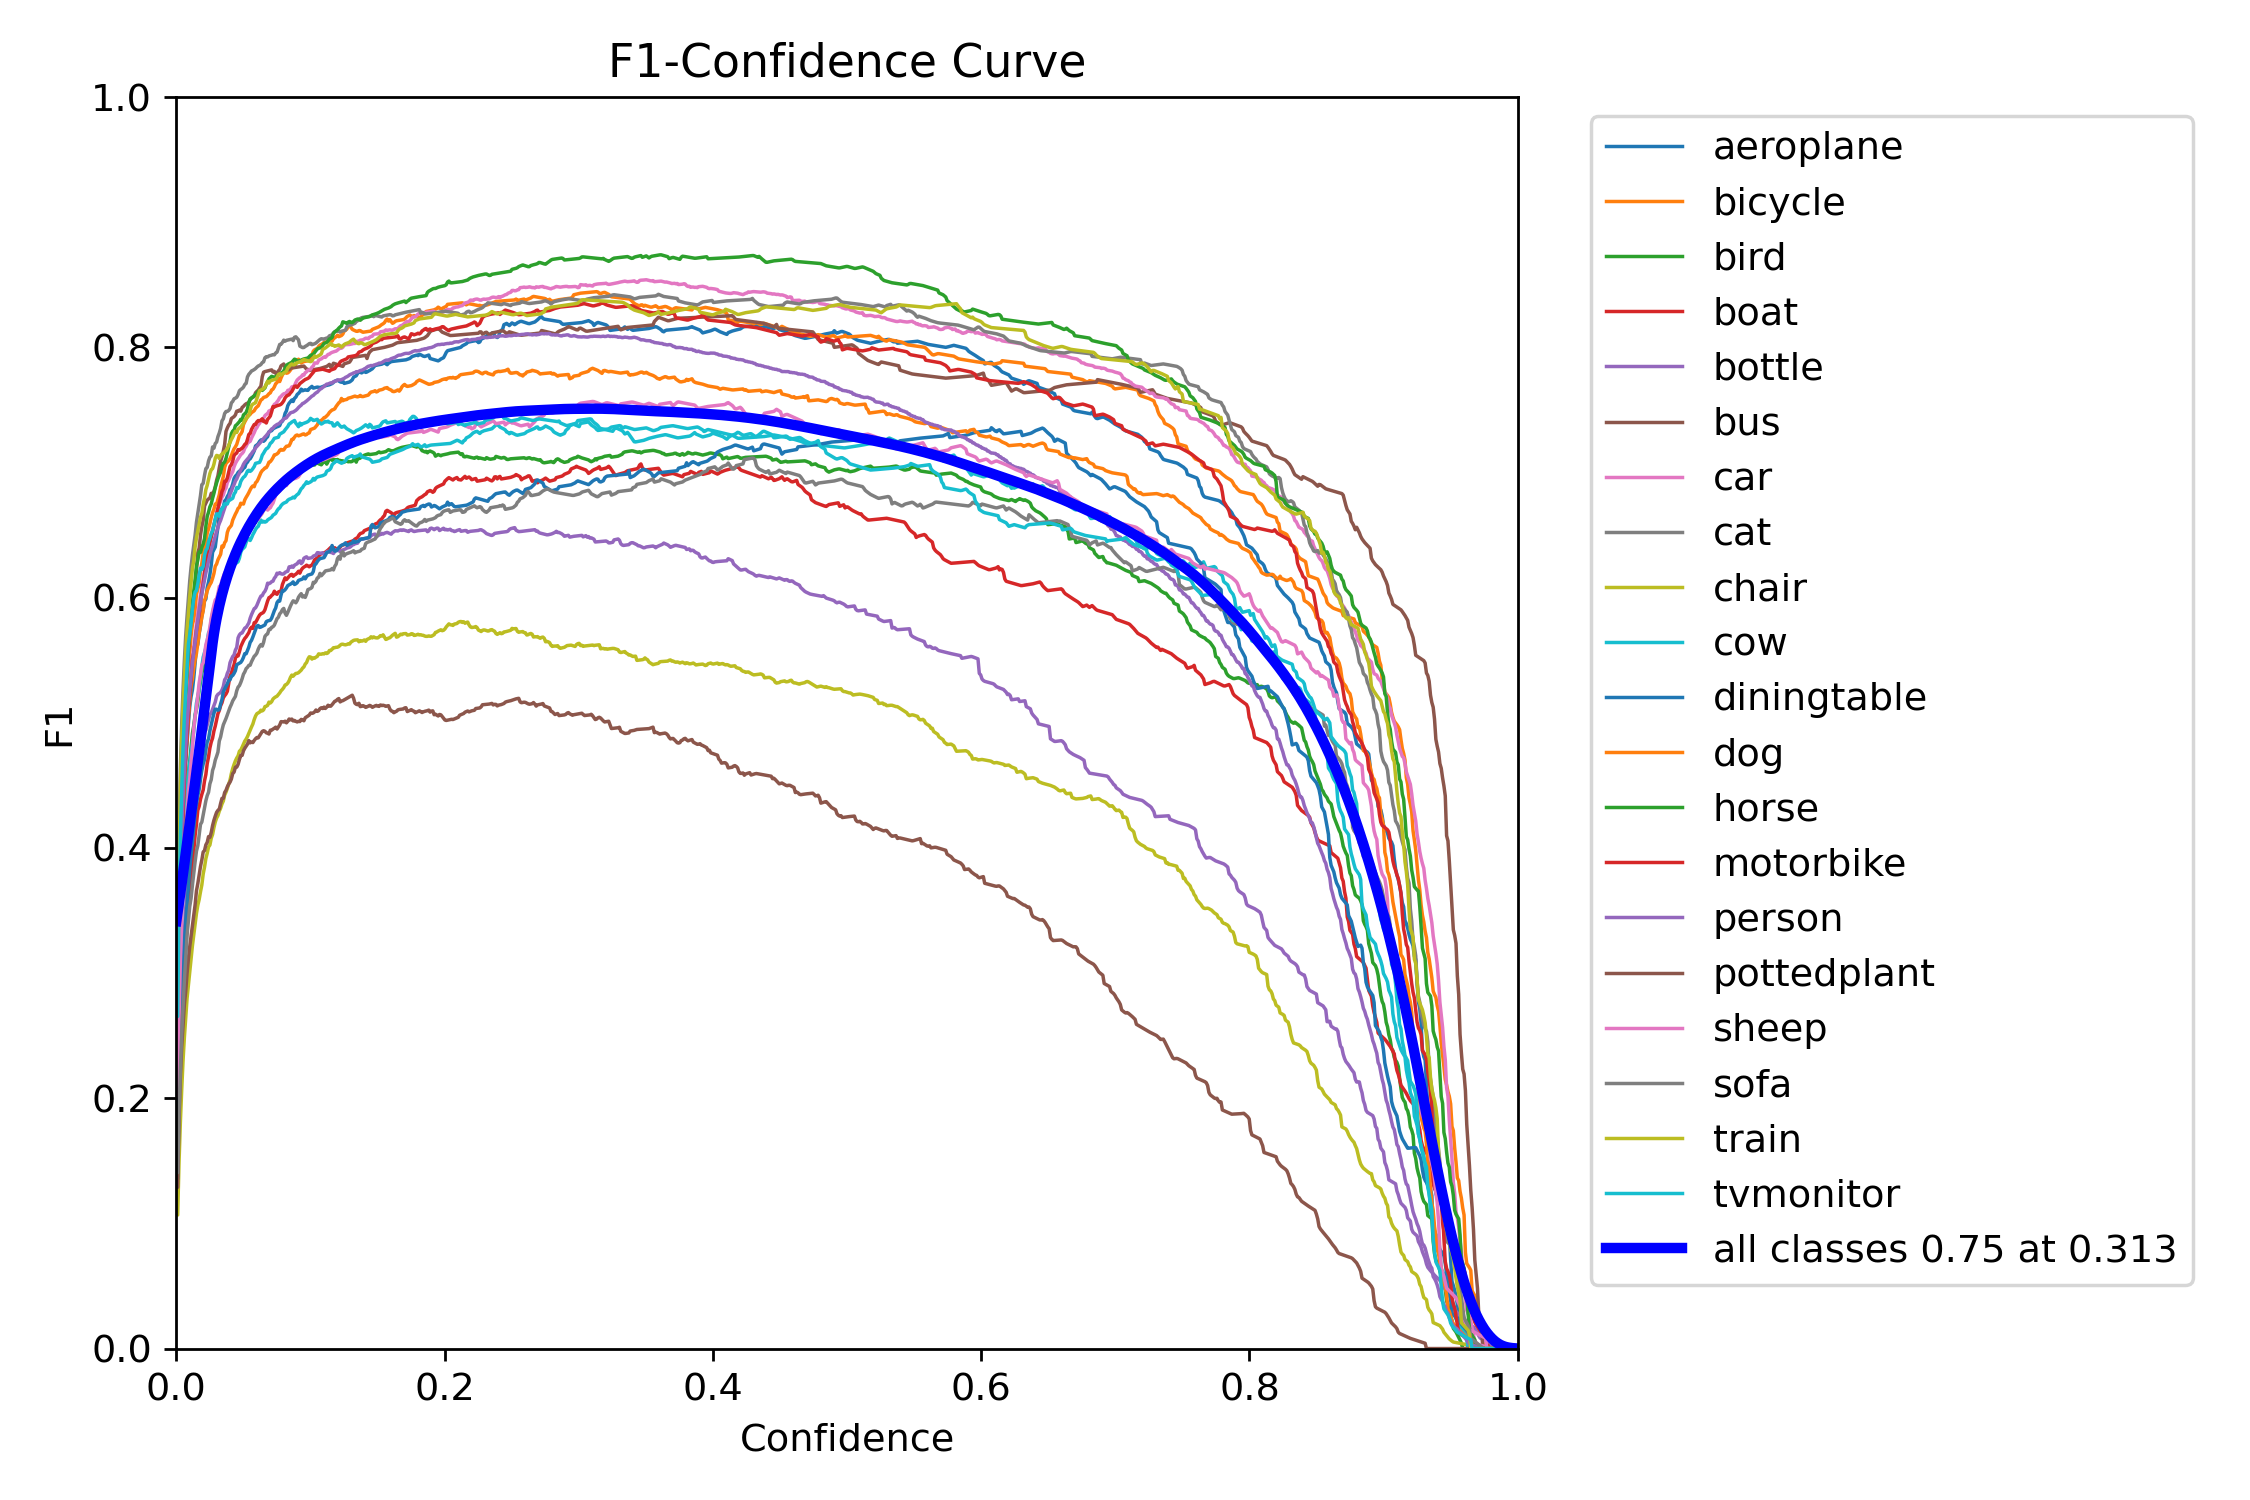 F1-Confidence Curve
1.0
0.8
0.6
0.4
0.2
0.0
F1
0.0 0.2 0.4 0.6 0.8 1.0
Confidence
aeroplane
bicycle
bird
boat
bottle
bus
car
cat
chair
cow
diningtable
dog
horse
motorbike
person
pottedplant
sheep
sofa
train
tvmonitor
all classes 0.75 at 0.313